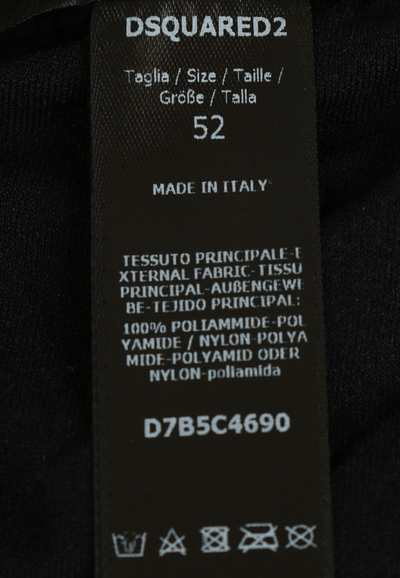 DSQUARED2
Taglia / Size / Taille /
Größe / Talla
52
MADE IN ITALY
TESSUTO PRINCIPALE-E
XTERNAL FABRIC-TISSU
PRINCIPAL-AUßENGEWE
BE-TEJIDO PRINCIPAL:
100% POLIAMMIDE-POL
YAMIDE / NYLON-POLYA
MIDE-POLYAMID ODER
NYLON-poliamida
D7B5C4690